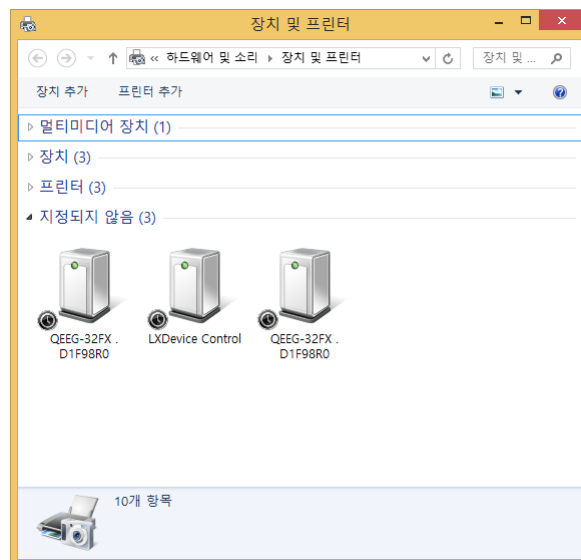 장치 및 프린터
« 하드웨어 및 소리 ▸ 장치 및 프린터
장치 및 ...
장치 추가 프린터 추가
멀티미디어 장치 (1)
장치 (3)
프린터 (3)
지정되지 않음 (3)
QEEG-32FX .
D1F98R0
LXDevice Control
QEEG-32FX .
D1F98R0
10개 항목